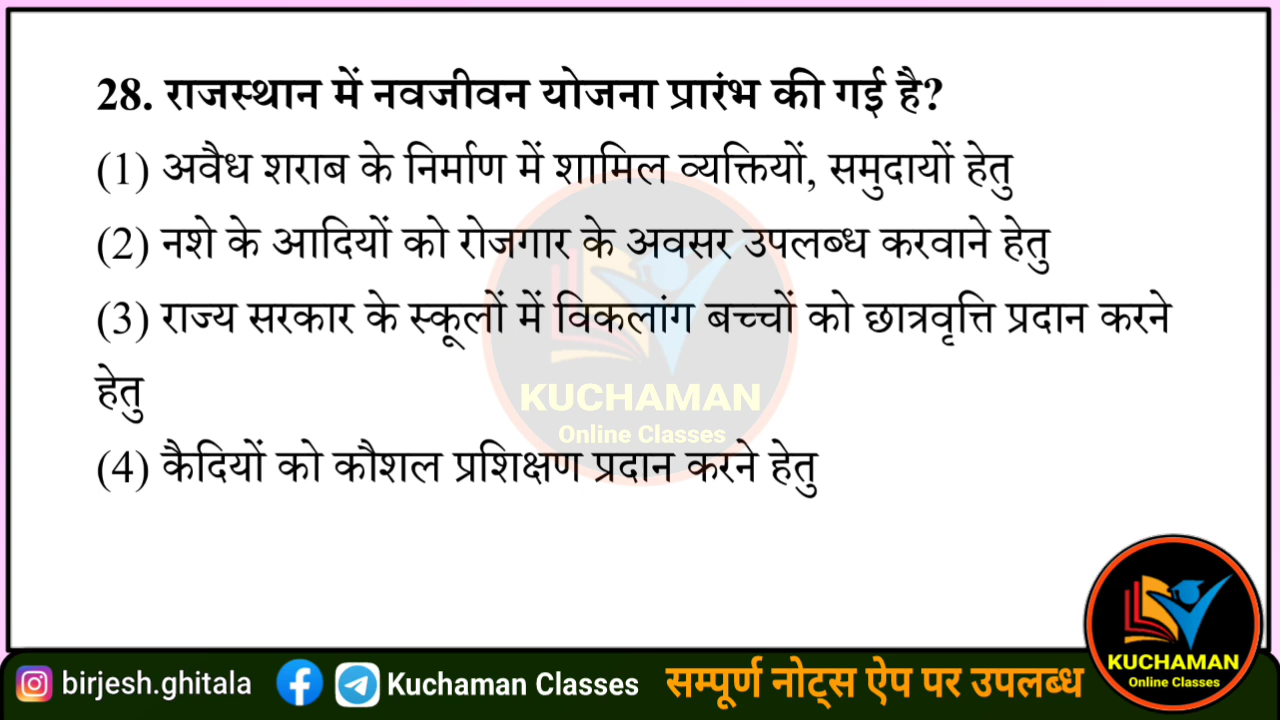 28. राजस्थान में नवजीवन योजना प्रारंभ की गई है?
(1) अवैध शराब के निर्माण में शामिल व्यक्तियों, समुदायों हेतु
(2) नशे के आदियों को रोजगार के अवसर उपलब्ध करवाने हेतु
(3) राज्य सरकार के स्कूलों में विकलांग बच्चों को छात्रवृत्ति प्रदान करने
हेतु
KUCHAMAN
Online Classes
(4) कैदियों को कौशल प्रशिक्षण प्रदान करने हेतु
KUCHAMAN
Online Classes
birjesh.ghitala
Kuchaman Classes
सम्पूर्ण नोट्स ऐप पर उपलब्ध